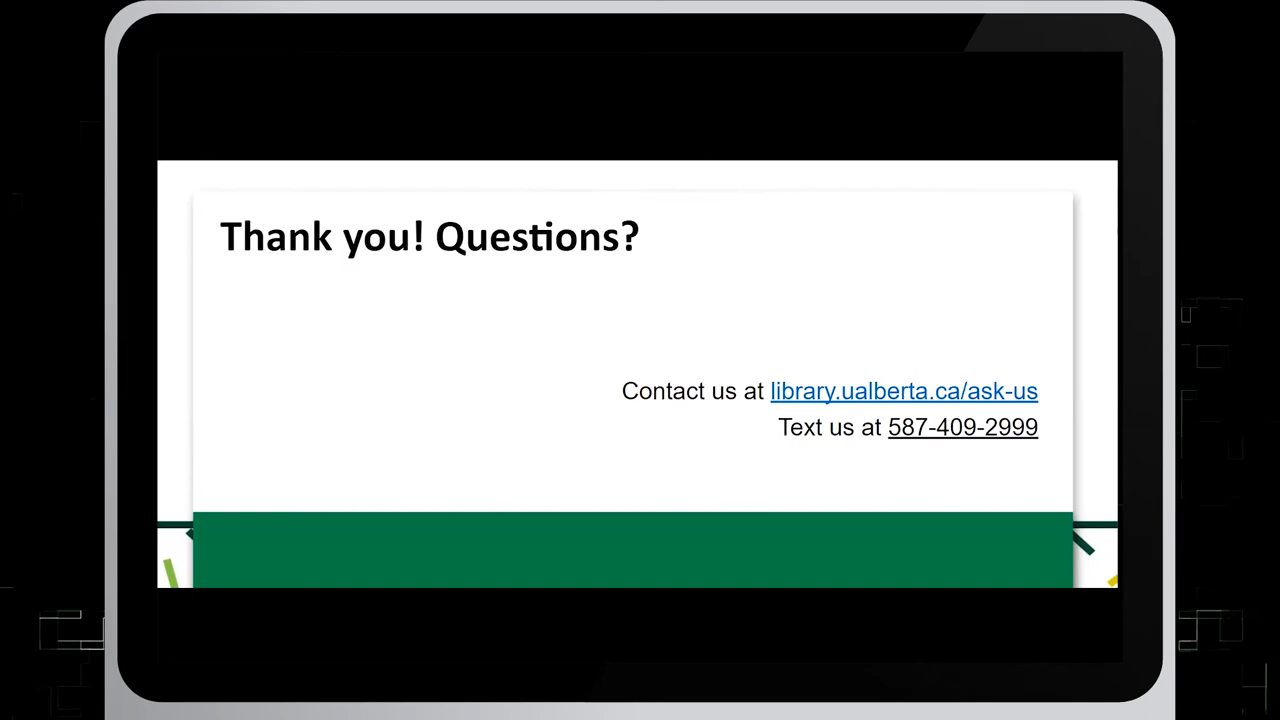 Thank you! Questions?
Contact us at library.ualberta.ca/ask-us
Text us at 587-409-2999